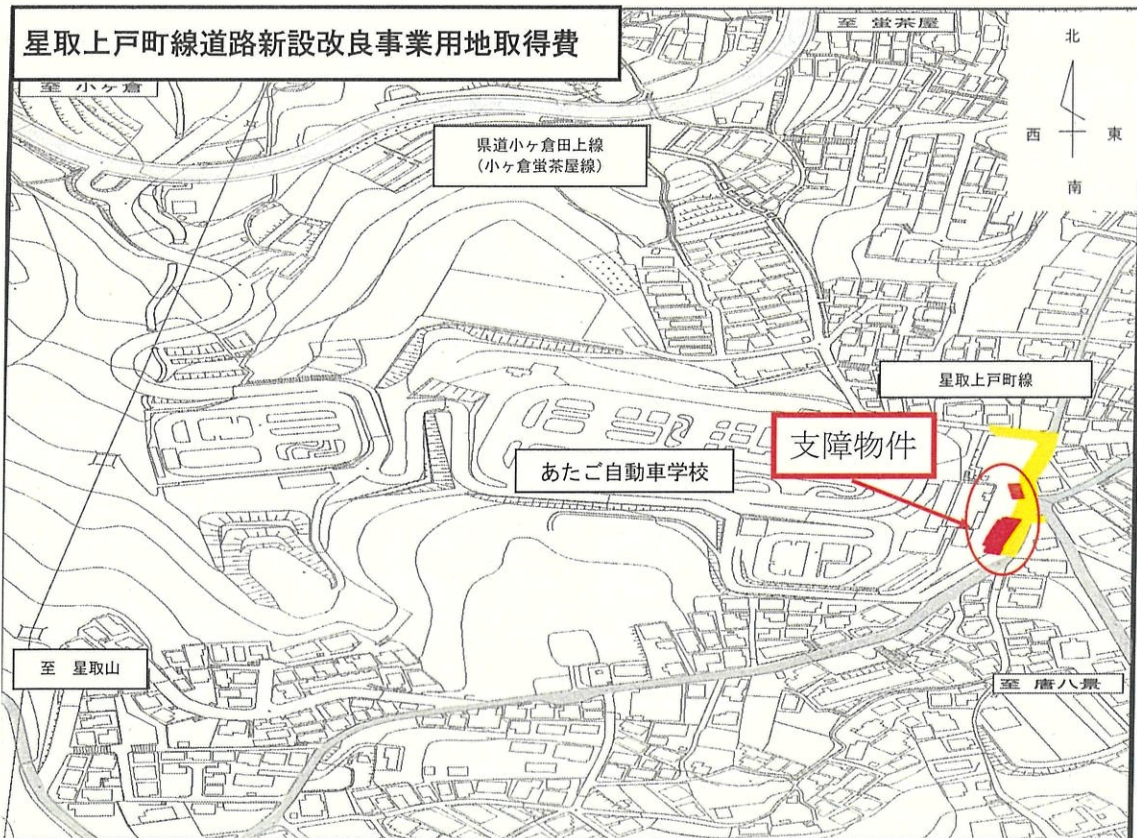 星取上戸町線道路新設改良事業用地取得費
至 蛍茶屋
北
至 小ヶ倉
県道小ヶ倉田上線
(小ヶ倉蛍茶屋線)
西
東
南
星取上戸町線
支障物件
あたご自動車学校
至 星取山
至 唐八景